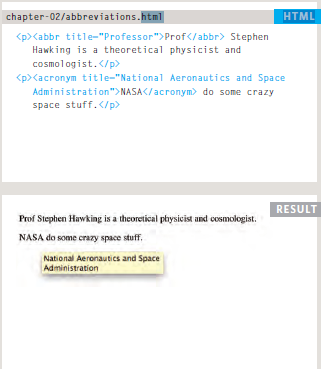 chapter-02/abbreviations.html
HTML
<p><abbr title="Professor">Prof</abbr> Stephen
Hawking is a theoretical physicist and
cosmologist.</p>
<p><acronym title="National Aeronautics and Space
Administration">NASA</acronym> do some crazy
space stuff.</p>
RESULT
Prof Stephen Hawking is a theoretical physicist and cosmologist.
NASA do some crazy space stuff.
National Aeronautics and Space
Administration